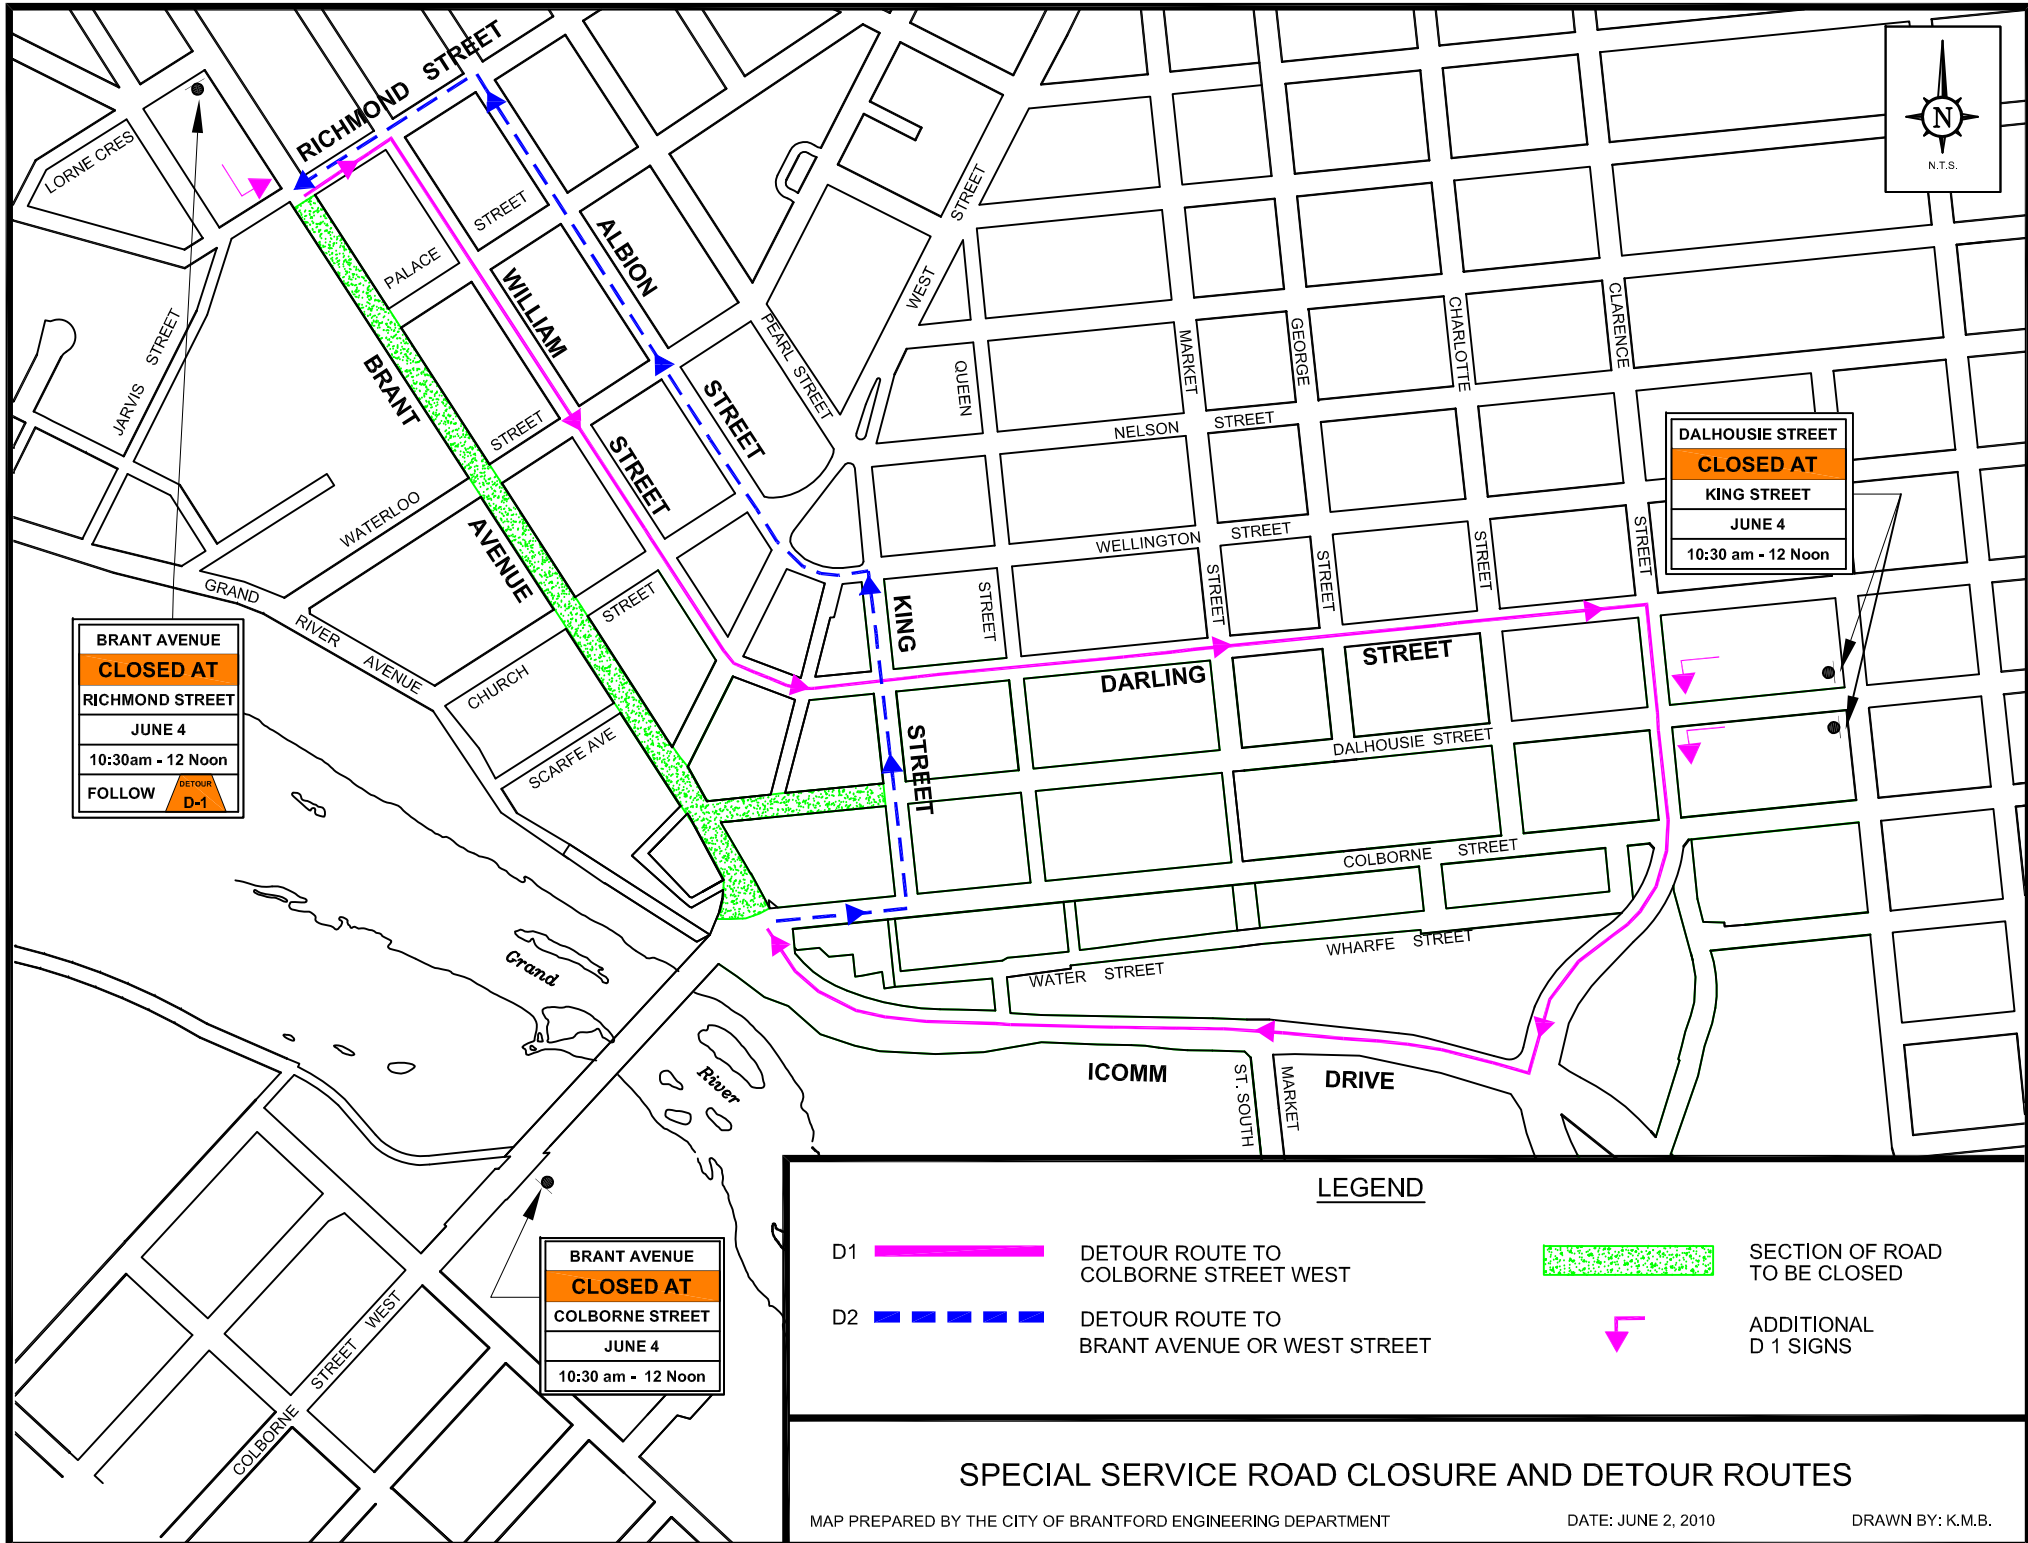 RICHMOND STREET
N
N.T.S.
LORNE CRES
STREET
PALACE
ALBION
STREET
WEST
WILLIAM
JARVIS STREET
BRANT
PEARL STREET
QUEEN
MARKET
GEORGE
CHARLOTTE
CLARENCE
STREET
STREET
STREET
NELSON STREET
DALHOUSIE STREET
CLOSED AT
KING STREET
JUNE 4
10:30 am - 12 Noon
WATERLOO
AVENUE
WELLINGTON STREET
STREET
STREET
STREET
STREET
STREET
GRAND RIVER AVENUE
STREET
CHURCH
SCARFE AVE
KING
STREET
BRANT AVENUE
CLOSED AT
RICHMOND STREET
JUNE 4
10:30am - 12 Noon
FOLLOW
DETOUR
D-1
DARLING STREET
DALHOUSIE STREET
COLBORNE STREET
WHARFE STREET
WATER STREET
Grand
River
ICOMM DRIVE
ST. SOUTH
MARKET
BRANT AVENUE
CLOSED AT
COLBORNE STREET
JUNE 4
10:30 am - 12 Noon
COLBORNE STREET WEST
LEGEND
D1
DETOUR ROUTE TO
COLBORNE STREET WEST
D2
DETOUR ROUTE TO
BRANT AVENUE OR WEST STREET
SECTION OF ROAD
TO BE CLOSED
ADDITIONAL
D 1 SIGNS
SPECIAL SERVICE ROAD CLOSURE AND DETOUR ROUTES
MAP PREPARED BY THE CITY OF BRANTFORD ENGINEERING DEPARTMENT
DATE: JUNE 2, 2010
DRAWN BY: K.M.B.